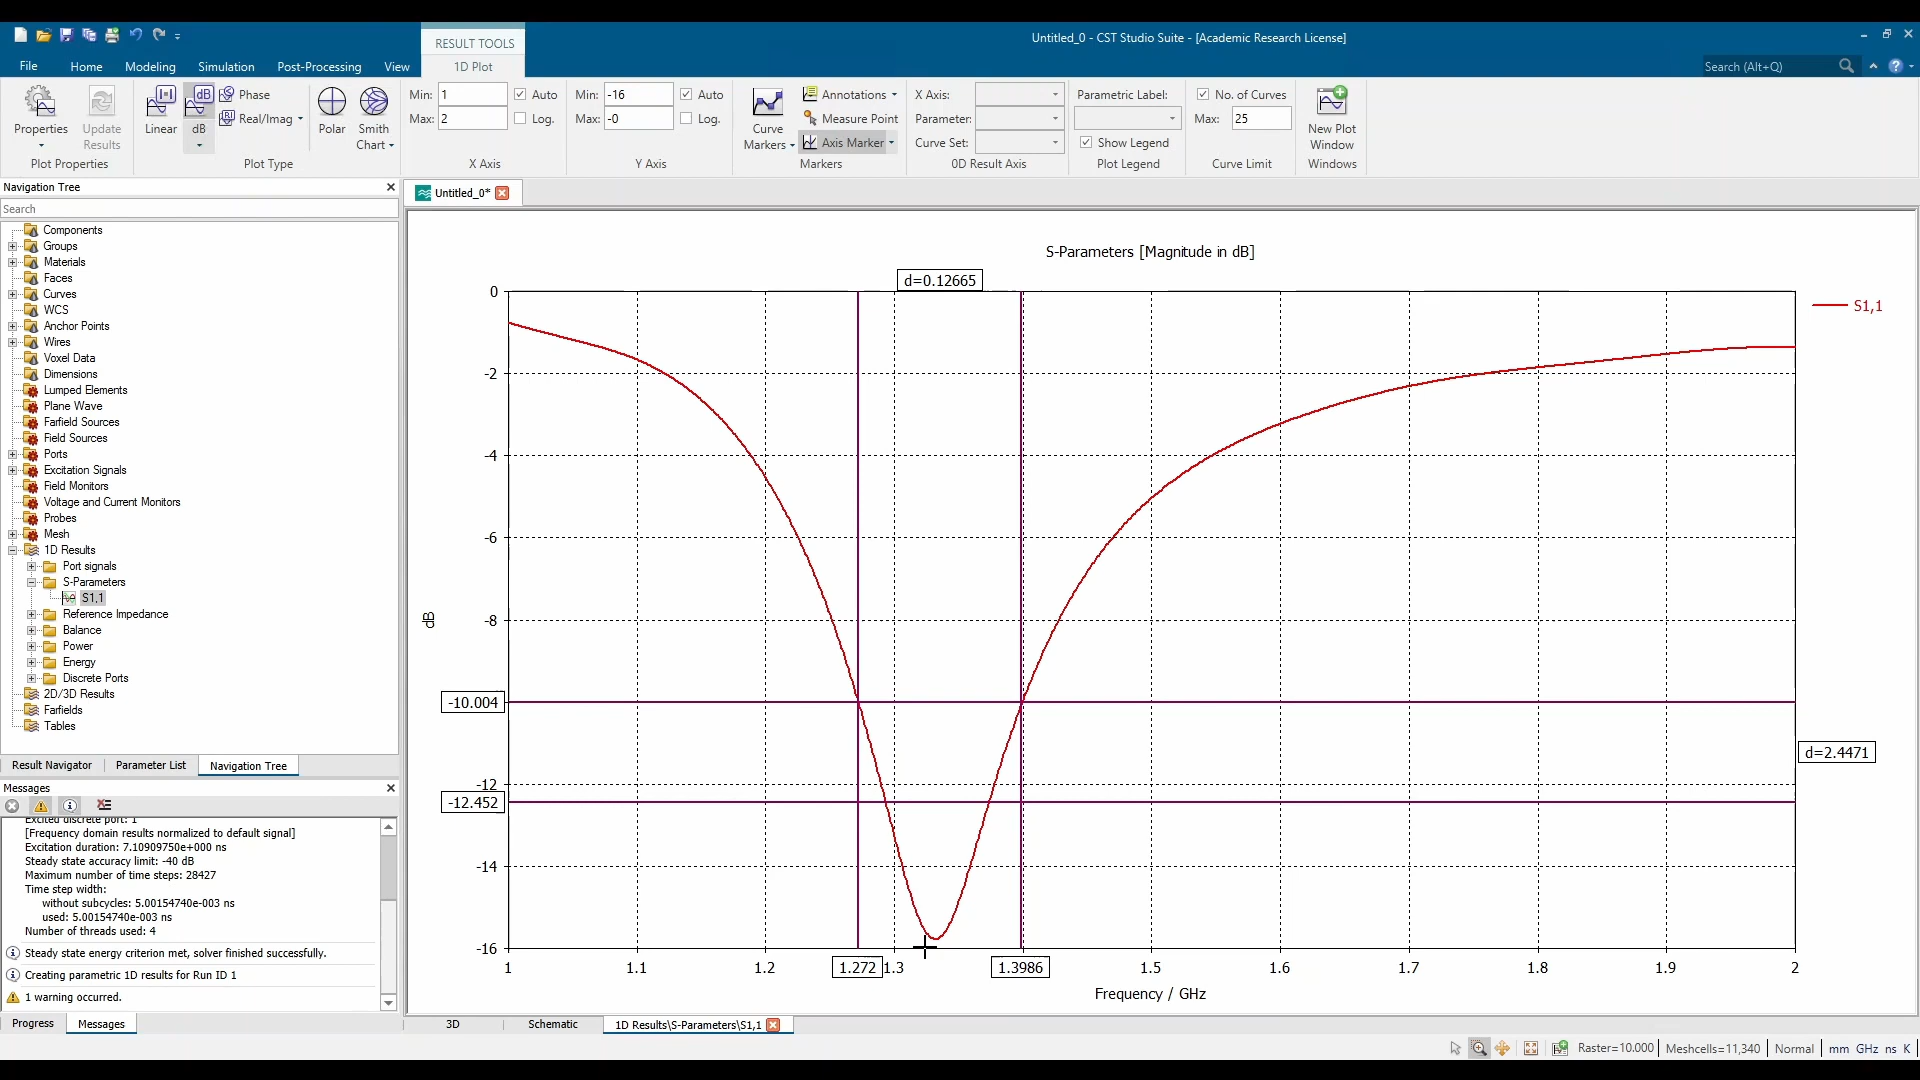 RESULT TOOLS
Untitled_0 - CST Studio Suite - [Academic Research License]
File Home Modeling Simulation Post-Processing View 1D Plot Search (Alt+Q)
Properties
Update Results
Plot Properties
Linear
dB
Phase
Real/Imag
Polar
Smith Chart
Plot Type
Min: 1 Auto
Max: 2 Log.
X Axis
Min: -16 Auto
Max: -0 Log.
Y Axis
Curve Markers
Annotations
Measure Point
Axis Marker
Markers
X Axis:
Parameter:
Curve Set:
0D Result Axis
Parametric Label:
Show Legend
Plot Legend
No. of Curves
Max: 25
Curve Limit
New Plot Window
Windows
Navigation Tree
Search
Components
Groups
Materials
Faces
Curves
WCS
Anchor Points
Wires
Voxel Data
Dimensions
Lumped Elements
Plane Wave
Farfield Sources
Field Sources
Ports
Excitation Signals
Field Monitors
Voltage and Current Monitors
Probes
Mesh
1D Results
Port signals
S-Parameters
S1,1
Reference Impedance
Balance
Power
Energy
Discrete Ports
2D/3D Results
Farfields
Tables
Result Navigator Parameter List Navigation Tree
Messages
Excited discrete port: 1
[Frequency domain results normalized to default signal]
Excitation duration: 7.10909750e+000 ns
Steady state accuracy limit: -40 dB
Maximum number of time steps: 28427
Time step width:
without subcycles: 5.00154740e-003 ns
used: 5.00154740e-003 ns
Number of threads used: 4
Steady state energy criterion met, solver finished successfully.
Creating parametric 1D results for Run ID 1
1 warning occurred.
Progress Messages
Untitled_0*
S-Parameters [Magnitude in dB]
d=0.12665
S1,1
0
-2
-4
-6
-8
-10.004
-12
-12.452
-14
-16
dB
d=2.4471
1 1.1 1.2 1.272 1.3 1.3986 1.5 1.6 1.7 1.8 1.9 2
Frequency / GHz
3D Schematic 1D Results\S-Parameters\S1,1
Raster=10.000 Meshcells=11,340 Normal mm GHz ns K